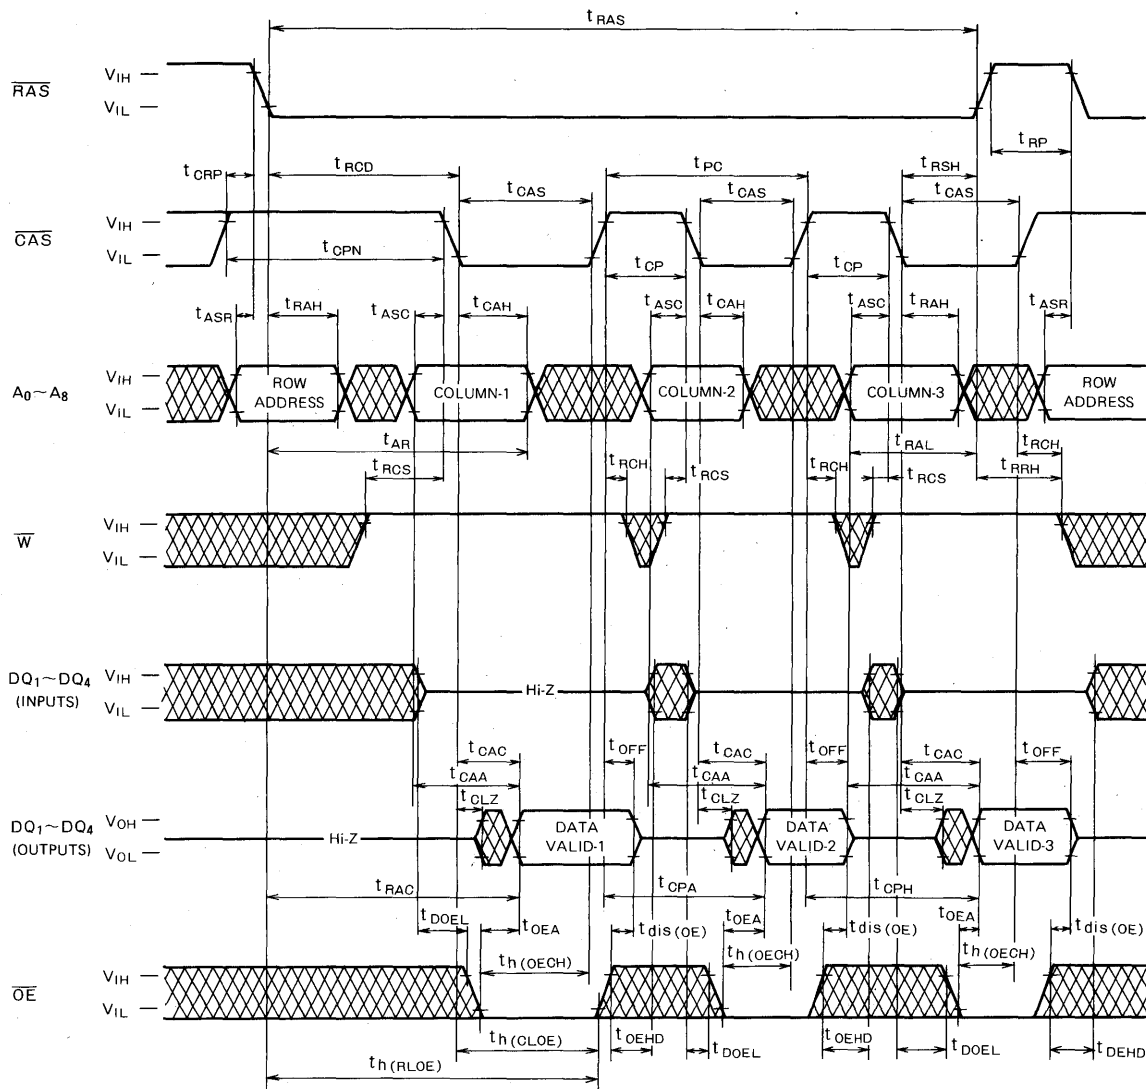 tRAS
RAS
VIH
VIL
tRP
tCRP
tRCD
tPC
tRSH
tCAS
tCAS
tCAS
CAS
VIH
VIL
tCPN
tCP
tCP
tASR
tRAH
tASC
tCAH
tASC
tCAH
tASC
tRAH
tASR
A0~A8
VIH
VIL
ROW ADDRESS
COLUMN-1
COLUMN-2
COLUMN-3
ROW ADDRESS
tAR
tRAL
tRCH
tRCS
tRCH
tRCS
tRCH
tRCS
tRRH
W
VIH
VIL
DQ1~DQ4
(INPUTS)
VIH
VIL
Hi-Z
tCAC
tOFF
tCAC
tOFF
tCAC
tOFF
tCAA
tCAA
tCAA
tCLZ
tCLZ
tCLZ
DQ1~DQ4
(OUTPUTS)
VOH
VOL
Hi-Z
DATA VALID-1
DATA VALID-2
DATA VALID-3
tRAC
tCPA
tCPH
tDOEL
tOEA
tdis(OE)
tOEA
tdis(OE)
tOEA
tdis(OE)
th(OECH)
th(OECH)
th(OECH)
OE
VIH
VIL
th(CLOE)
tOEHD
tDOEL
tOEHD
tDOEL
tDEHD
th(RLOE)